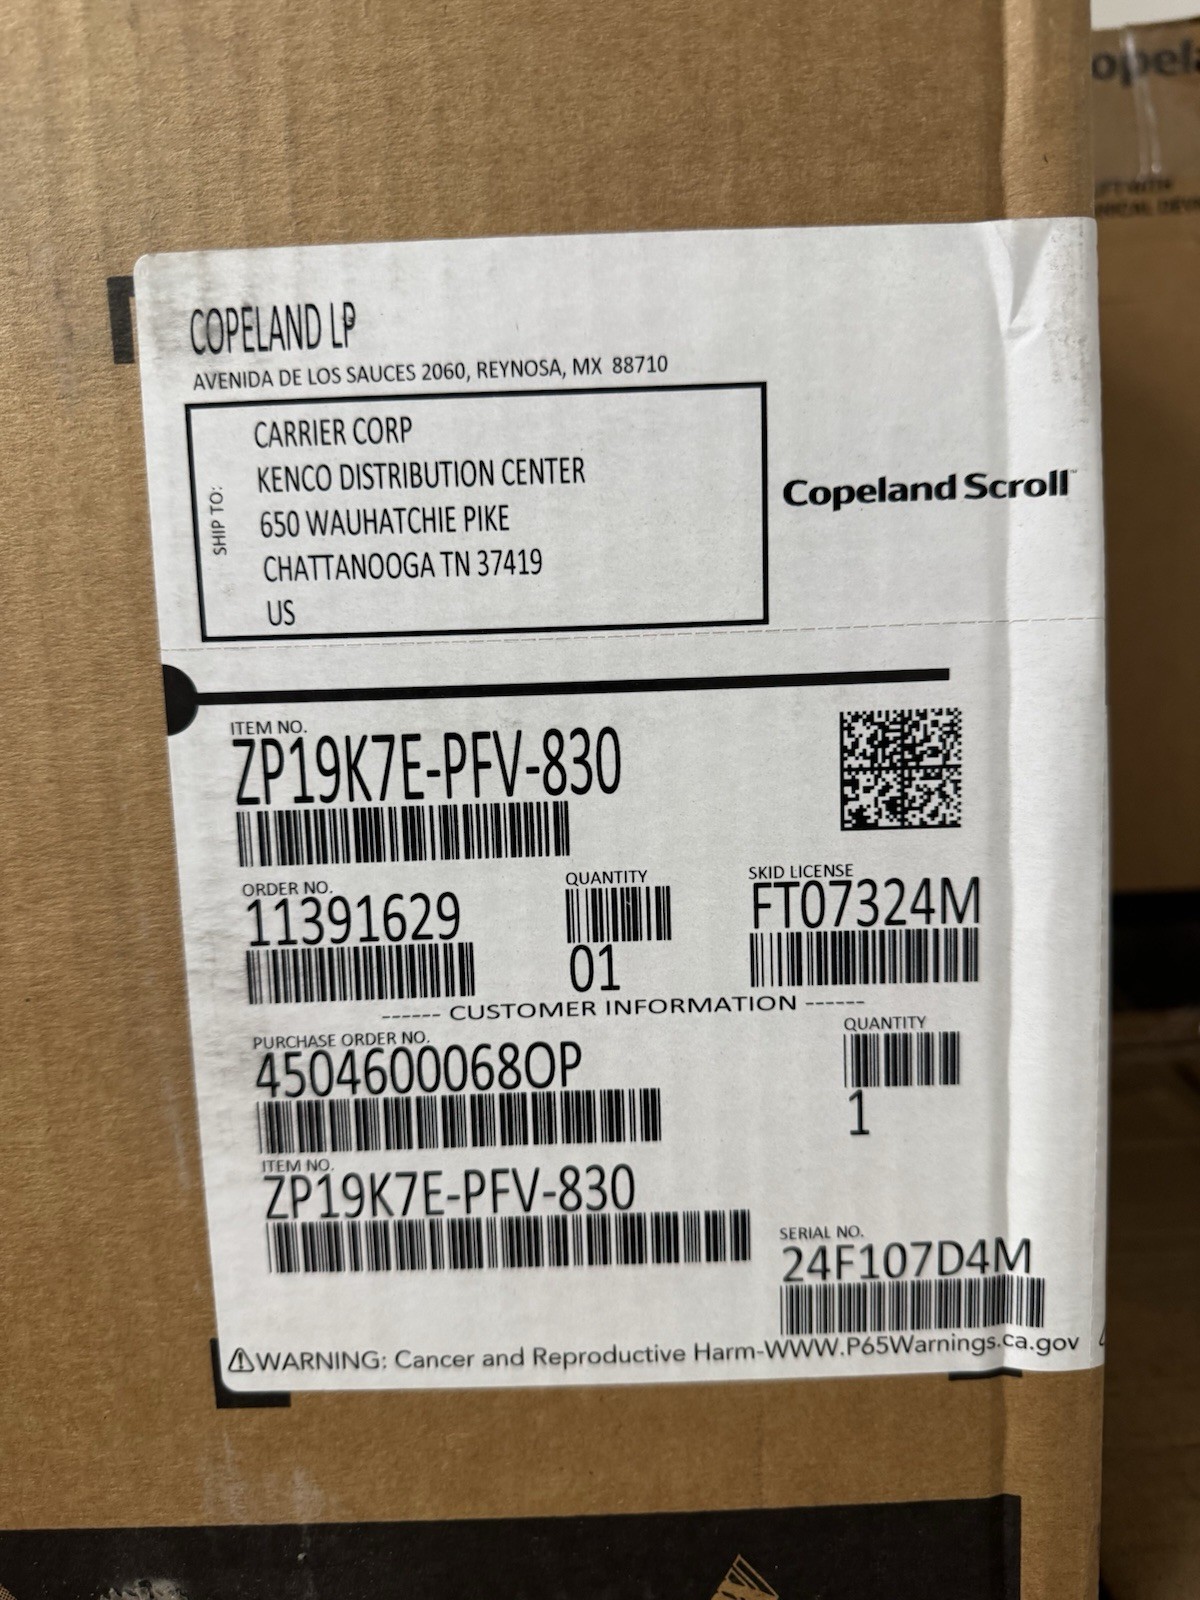 COPELAND LP
AVENIDA DE LOS SAUCES 2060, REYNOSA, MX 88710
SHIP TO:
CARRIER CORP
KENCO DISTRIBUTION CENTER
650 WAUHATCHIE PIKE
CHATTANOOGA TN 37419
US
Copeland Scroll™
ITEM NO.
ZP19K7E-PFV-830
ORDER NO.
11391629
QUANTITY
01
SKID LICENSE
FT07324M
------ CUSTOMER INFORMATION ------
PURCHASE ORDER NO.
4504600068OP
QUANTITY
1
ITEM NO.
ZP19K7E-PFV-830
SERIAL NO.
24F107D4M
⚠WARNING: Cancer and Reproductive Harm-WWW.P65Warnings.ca.gov